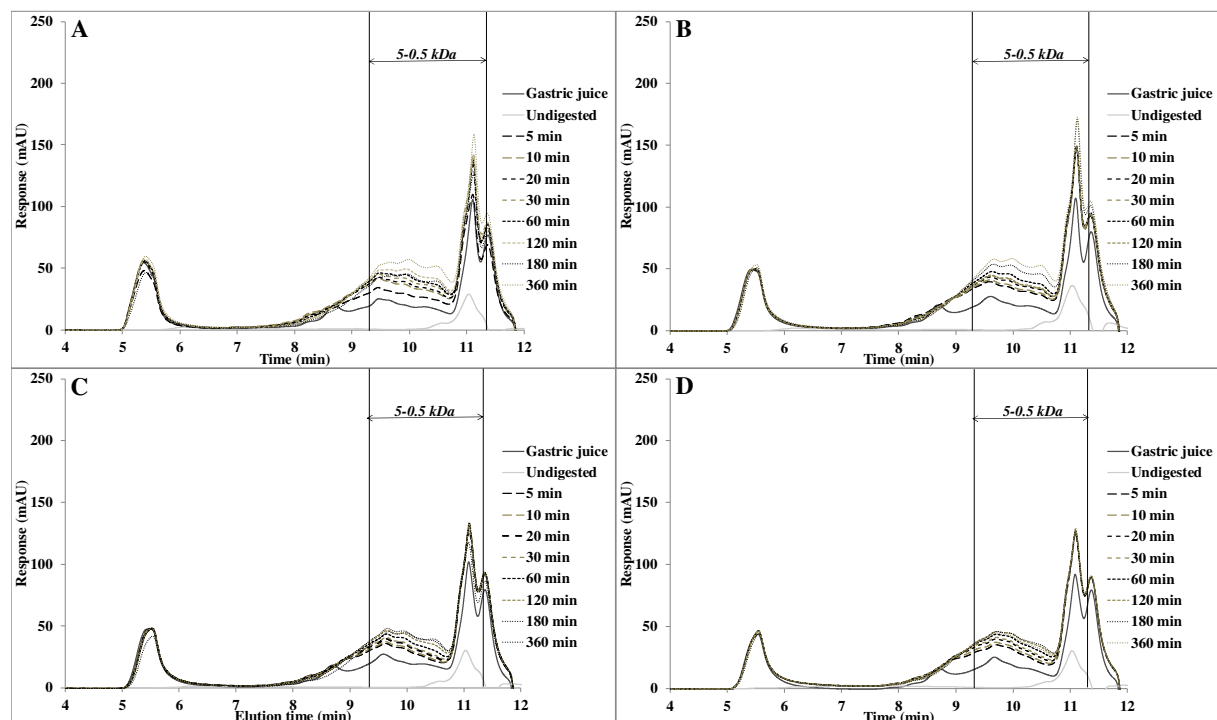 A
250
200
150
100
50
0
Response (mAU)
4 5 6 7 8 9 10 11 12
Time (min)
5-0.5 kDa
Gastric juice
Undigested
5 min
10 min
20 min
30 min
60 min
120 min
180 min
360 min
B
250
200
150
100
50
0
Response (mAU)
4 5 6 7 8 9 10 11 12
Time (min)
5-0.5 kDa
Gastric juice
Undigested
5 min
10 min
20 min
30 min
60 min
120 min
180 min
360 min
C
250
200
150
100
50
0
Response (mAU)
4 5 6 7 8 9 10 11 12
Elution time (min)
5-0.5 kDa
Gastric juice
Undigested
5 min
10 min
20 min
30 min
60 min
120 min
180 min
360 min
D
250
200
150
100
50
0
Response (mAU)
4 5 6 7 8 9 10 11 12
Time (min)
5-0.5 kDa
Gastric juice
Undigested
5 min
10 min
20 min
30 min
60 min
120 min
180 min
360 min